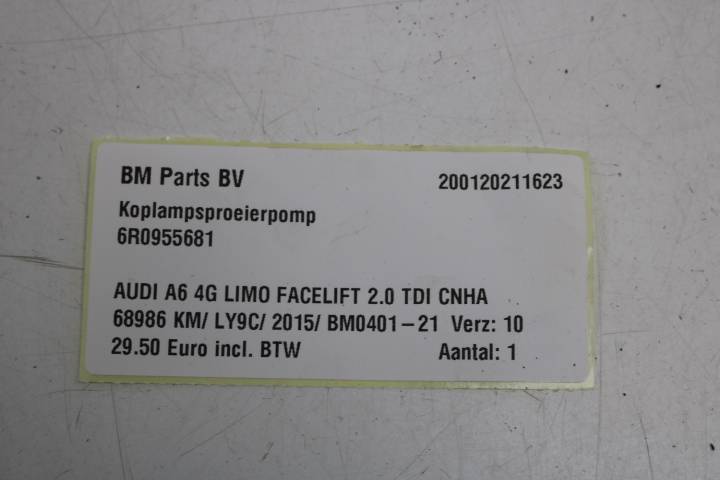 BM Parts BV 200120211623
Koplampsproeierpomp
6R0955681
AUDI A6 4G LIMO FACELIFT 2.0 TDI CNHA
68986 KM/ LY9C/ 2015/ BM0401-21 Verz: 10
29.50 Euro incl. BTW Aantal: 1